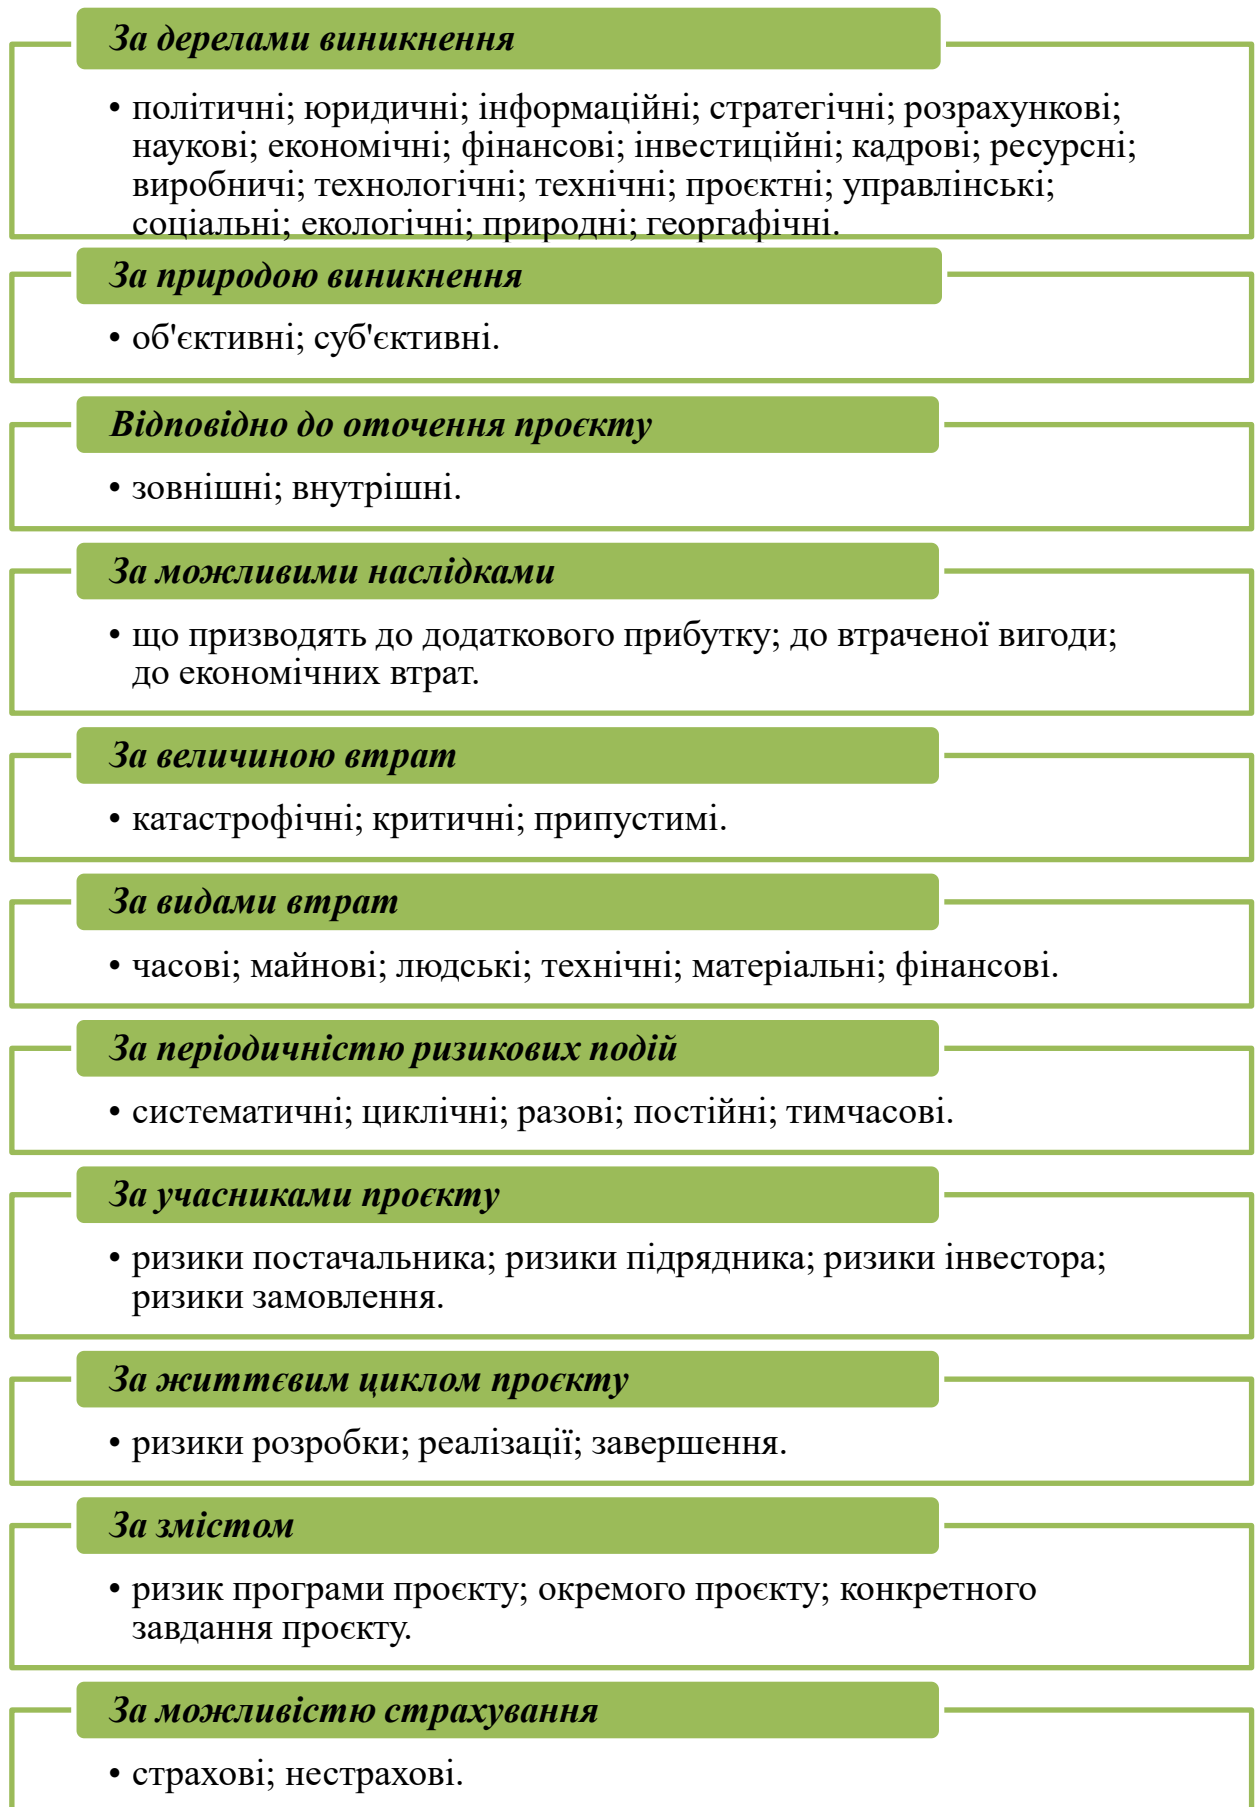 За дерелами виникнення
• політичні; юридичні; інформаційні; стратегічні; розрахункові;
наукові; економічні; фінансові; інвестиційні; кадрові; ресурсні;
виробничі; технологічні; технічні; проєктні; управлінські;
соціальні; екологічні; природні; георгафічні.
За природою виникнення
• об'єктивні; суб'єктивні.
Відповідно до оточення проєкту
• зовнішні; внутрішні.
За можливими наслідками
• що призводять до додаткового прибутку; до втраченої вигоди;
до економічних втрат.
За величиною втрат
• катастрофічні; критичні; припустимі.
За видами втрат
• часові; майнові; людські; технічні; матеріальні; фінансові.
За періодичністю ризикових подій
• систематичні; циклічні; разові; постійні; тимчасові.
За учасниками проєкту
• ризики постачальника; ризики підрядника; ризики інвестора;
ризики замовлення.
За життєвим циклом проєкту
• ризики розробки; реалізації; завершення.
За змістом
• ризик програми проєкту; окремого проєкту; конкретного
завдання проєкту.
За можливістю страхування
• страхові; нестрахові.